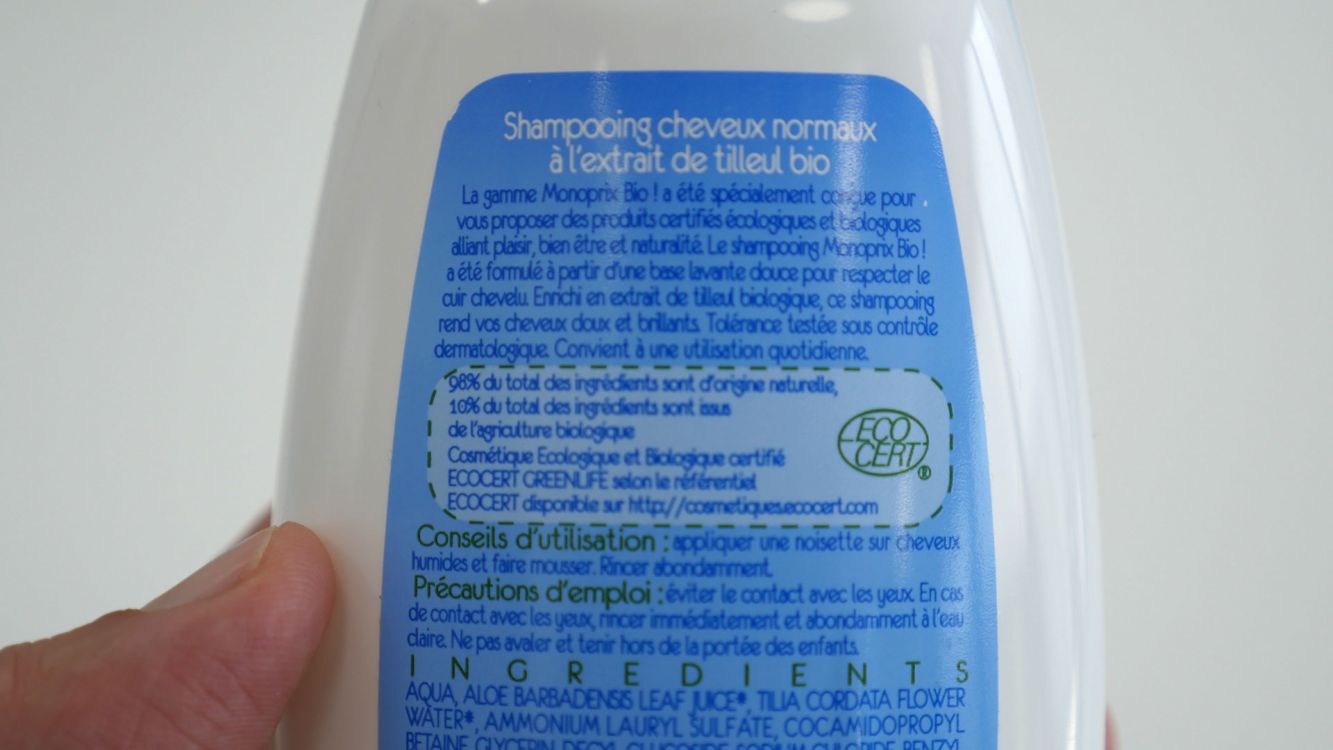 Shampooing cheveux normaux
à l'extrait de tilleul bio
La gamme Monoprix Bio ! a été spécialement conçue pour
vous proposer des produits certifiés écologiques et biologiques
alliant plaisir, bien être et naturalité. Le shampooing Monoprix Bio !
a été formulé à partir d'une base lavante douce pour respecter le
cuir chevelu. Enrichi en extrait de tilleul biologique, ce shampooing
rend vos cheveux doux et brillants. Tolérance testée sous contrôle
dermatologique. Convient à une utilisation quotidienne.
98% du total des ingrédients sont d'origine naturelle,
10% du total des ingrédients sont issus
de l'agriculture biologique
Cosmétique Ecologique et Biologique certifié
ECOCERT GREENLIFE selon le référentiel
ECOCERT disponible sur http://cosmetiques.ecocert.com
ECO
CERT®
Conseils d'utilisation : appliquer une noisette sur cheveux
humides et faire mousser. Rincer abondamment.
Précautions d'emploi : éviter le contact avec les yeux. En cas
de contact avec les yeux, rincer immédiatement et abondamment à l'eau
claire. Ne pas avaler et tenir hors de la portée des enfants.
INGREDIENTS
AQUA, ALOE BARBADENSIS LEAF JUICE*, TILIA CORDATA FLOWER
WATER*, AMMONIUM LAURYL SULFATE, COCAMIDOPROPYL
BETAINE, GLYCERIN, DECYL GLUCOSIDE, SODIUM CHLORIDE, BENZYL